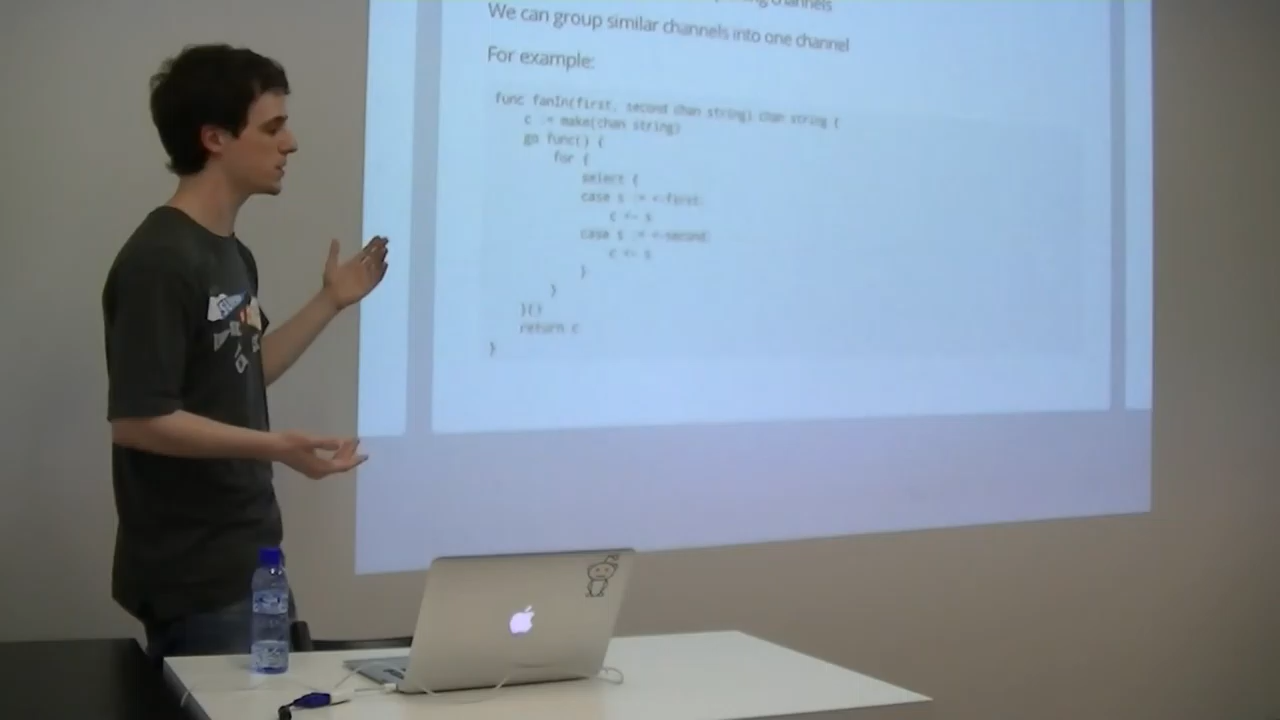 channels
We can group similar channels into one channel
For example:
func fanIn(first, second chan string) chan string {
c := make(chan string)
go func() {
for {
select {
case s := <-first:
c <- s
case s := <-second:
c <- s
}
}
}()
return c
}